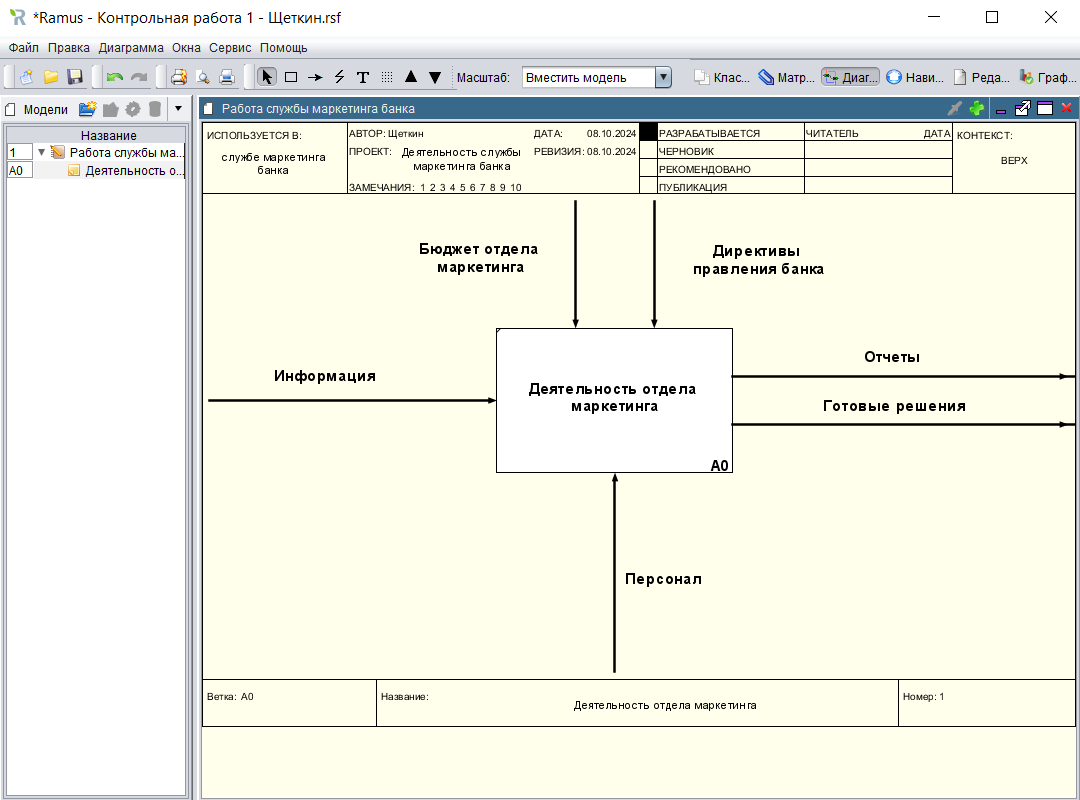 *Ramus - Контрольная работа 1 - Щеткин.rsf
Файл Правка Диаграмма Окна Сервис Помощь
Масштаб: Вместить модель Клас... Матр... Диаг... Нави... Реда... Граф...
Модели
Название
1 Работа службы ма...
A0 Деятельность о...
Работа службы маркетинга банка
ИСПОЛЬЗУЕТСЯ В:
службе маркетинга
банка
АВТОР: Щеткин
ПРОЕКТ: Деятельность службы
маркетинга банка
ЗАМЕЧАНИЯ: 1 2 3 4 5 6 7 8 9 10
ДАТА: 08.10.2024
РЕВИЗИЯ: 08.10.2024
РАЗРАБАТЫВАЕТСЯ
ЧЕРНОВИК
РЕКОМЕНДОВАНО
ПУБЛИКАЦИЯ
ЧИТАТЕЛЬ ДАТА
КОНТЕКСТ:
ВЕРХ
Бюджет отдела
маркетинга
Директивы
правления банка
Информация
Деятельность отдела
маркетинга
A0
Отчеты
Готовые решения
Персонал
Ветка: A0
Название:
Деятельность отдела маркетинга
Номер: 1